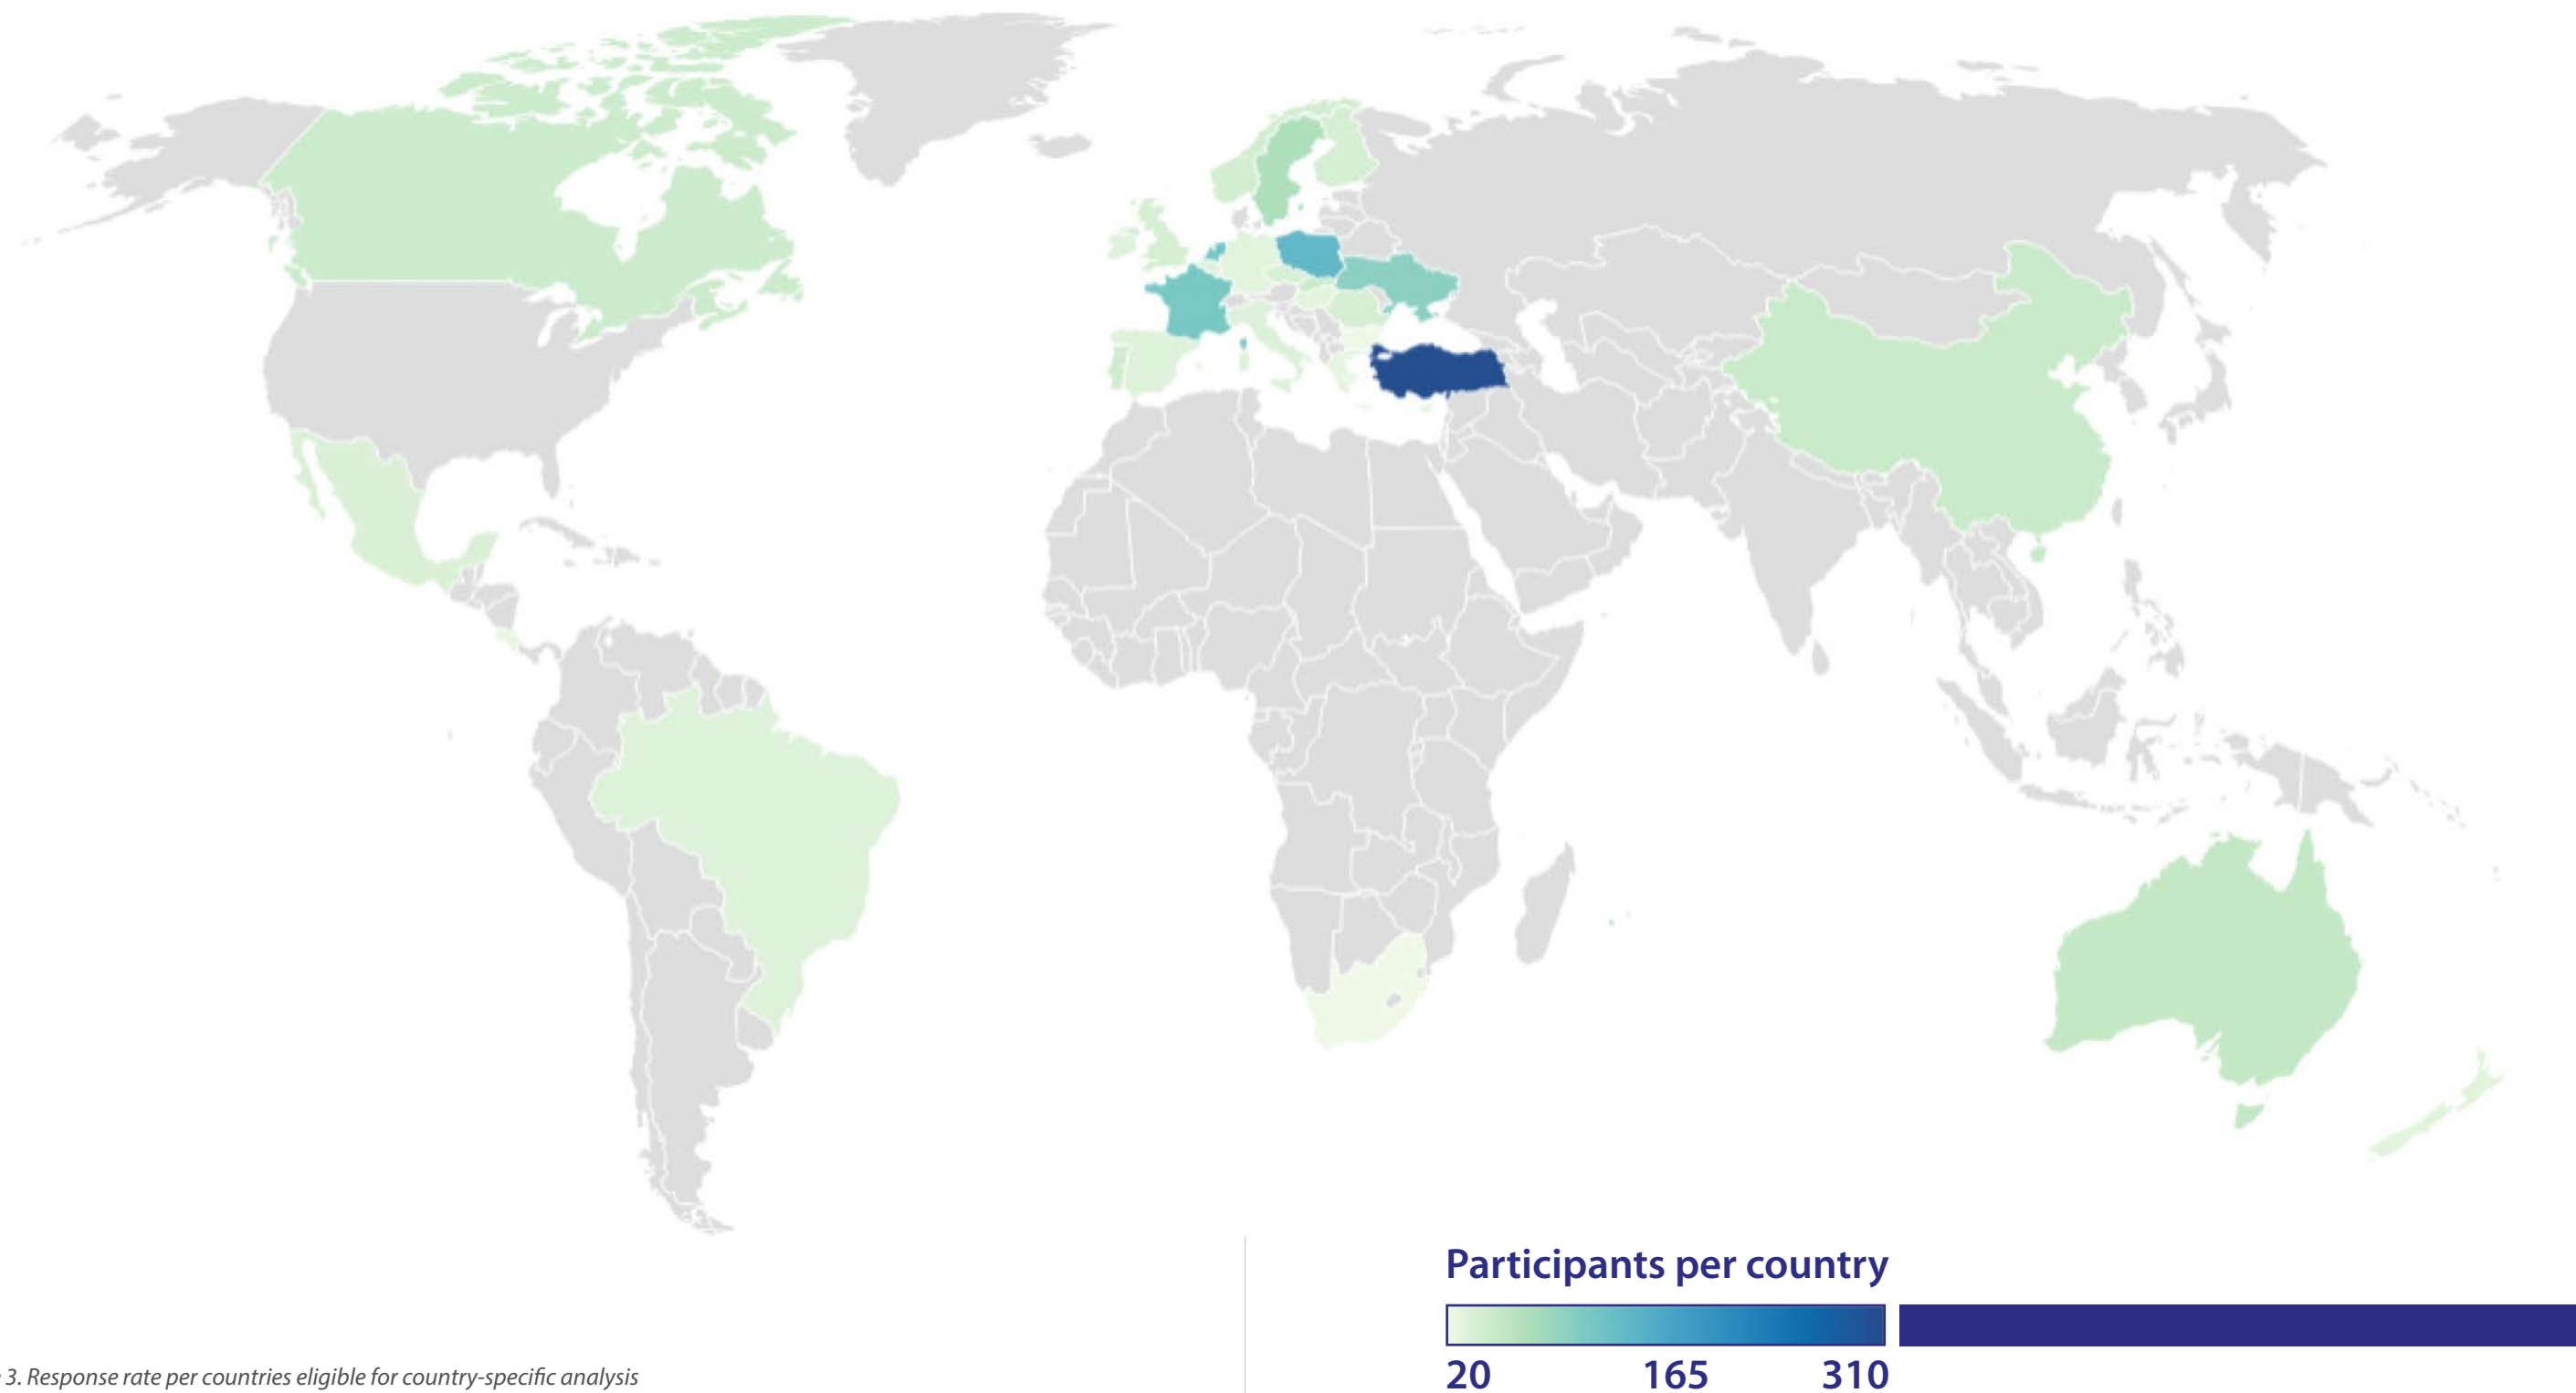 Participants per country
20 165 310
3. Response rate per countries eligible for country-specific analysis